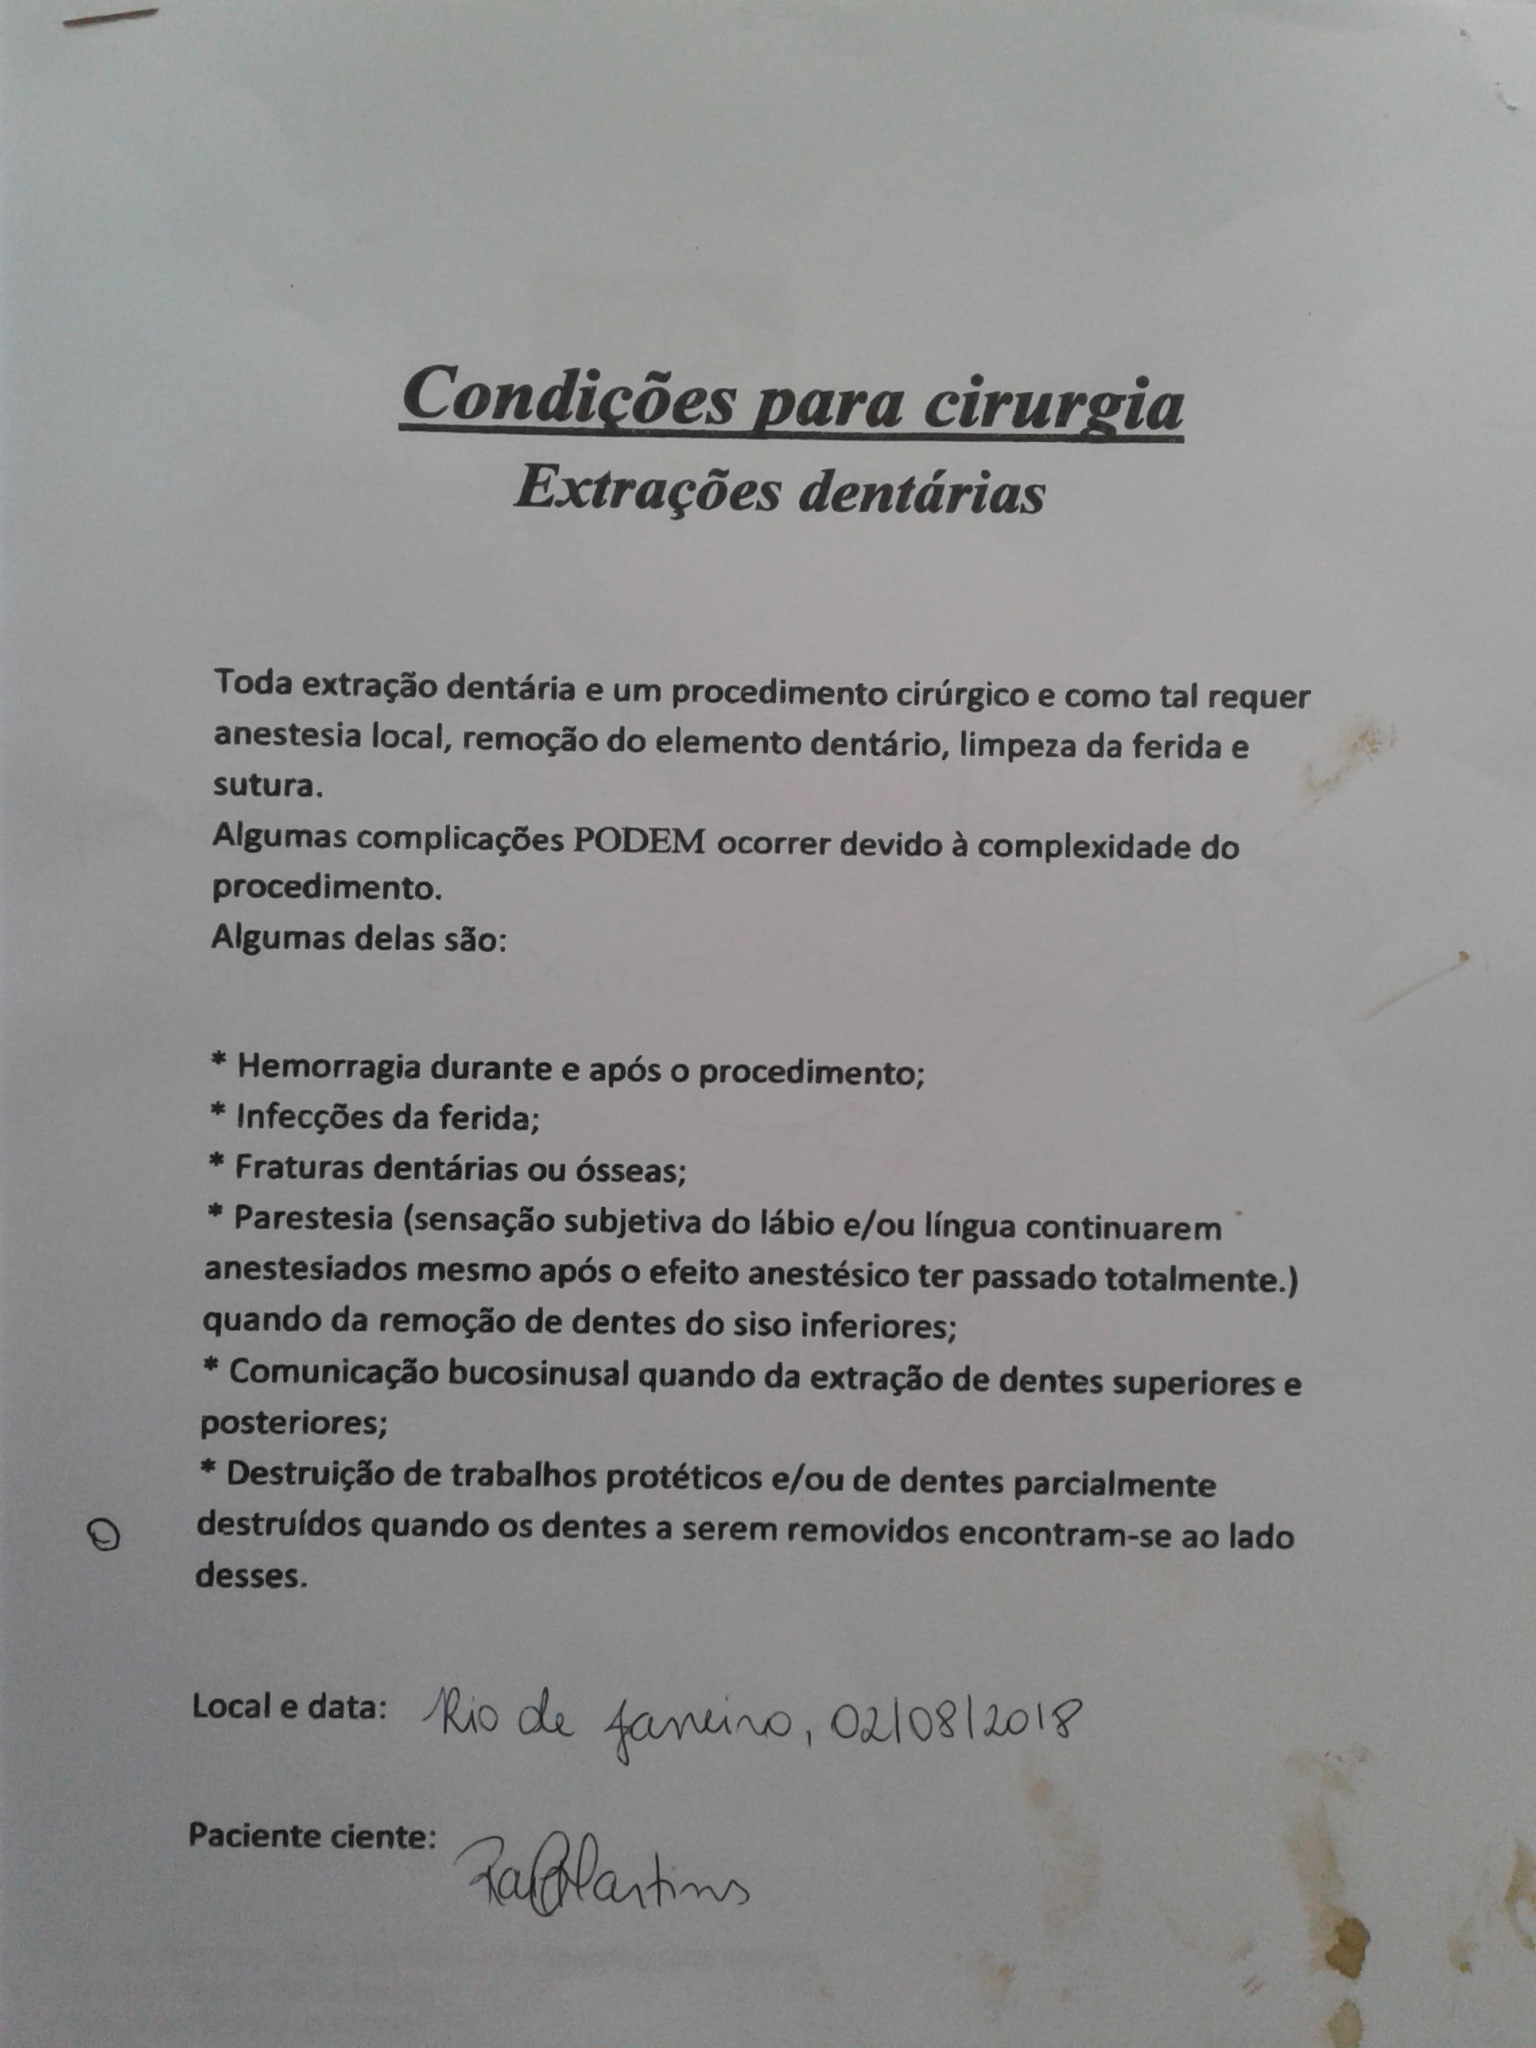 Condições para cirurgia
Extrações dentárias
Toda extração dentária e um procedimento cirúrgico e como tal requer
anestesia local, remoção do elemento dentário, limpeza da ferida e
sutura.
Algumas complicações PODEM ocorrer devido à complexidade do
procedimento.
Algumas delas são:
* Hemorragia durante e após o procedimento;
* Infecções da ferida;
* Fraturas dentárias ou ósseas;
* Parestesia (sensação subjetiva do lábio e/ou língua continuarem
anestesiados mesmo após o efeito anestésico ter passado totalmente.)
quando da remoção de dentes do siso inferiores;
* Comunicação bucosinusal quando da extração de dentes superiores e
posteriores;
* Destruição de trabalhos protéticos e/ou de dentes parcialmente
destruídos quando os dentes a serem removidos encontram-se ao lado
desses.
Local e data: Rio de Janeiro, 02/08/2018
Paciente ciente: Martins